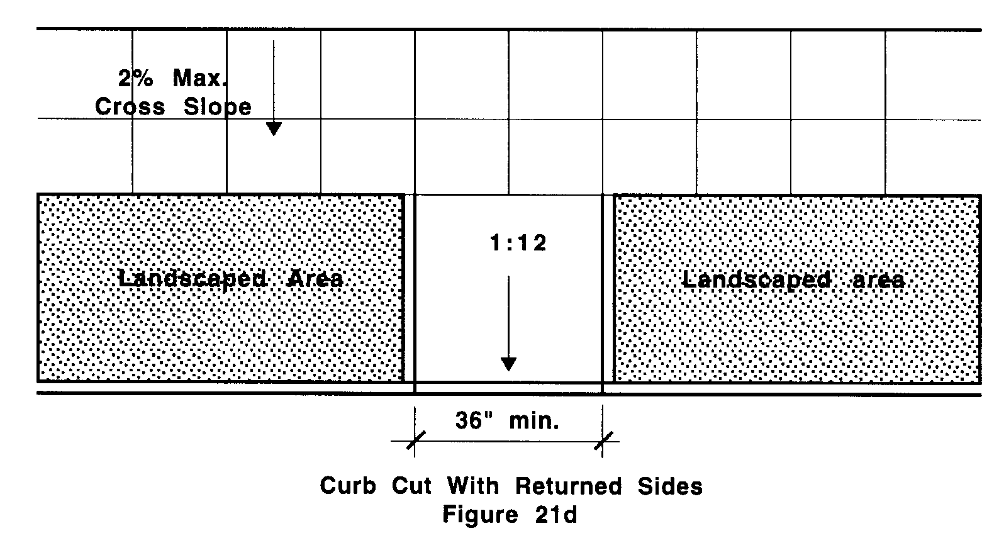 2% Max.
Cross Slope
1:12
Landscaped Area
Landscaped area
36" min.
Curb Cut With Returned Sides
Figure 21d